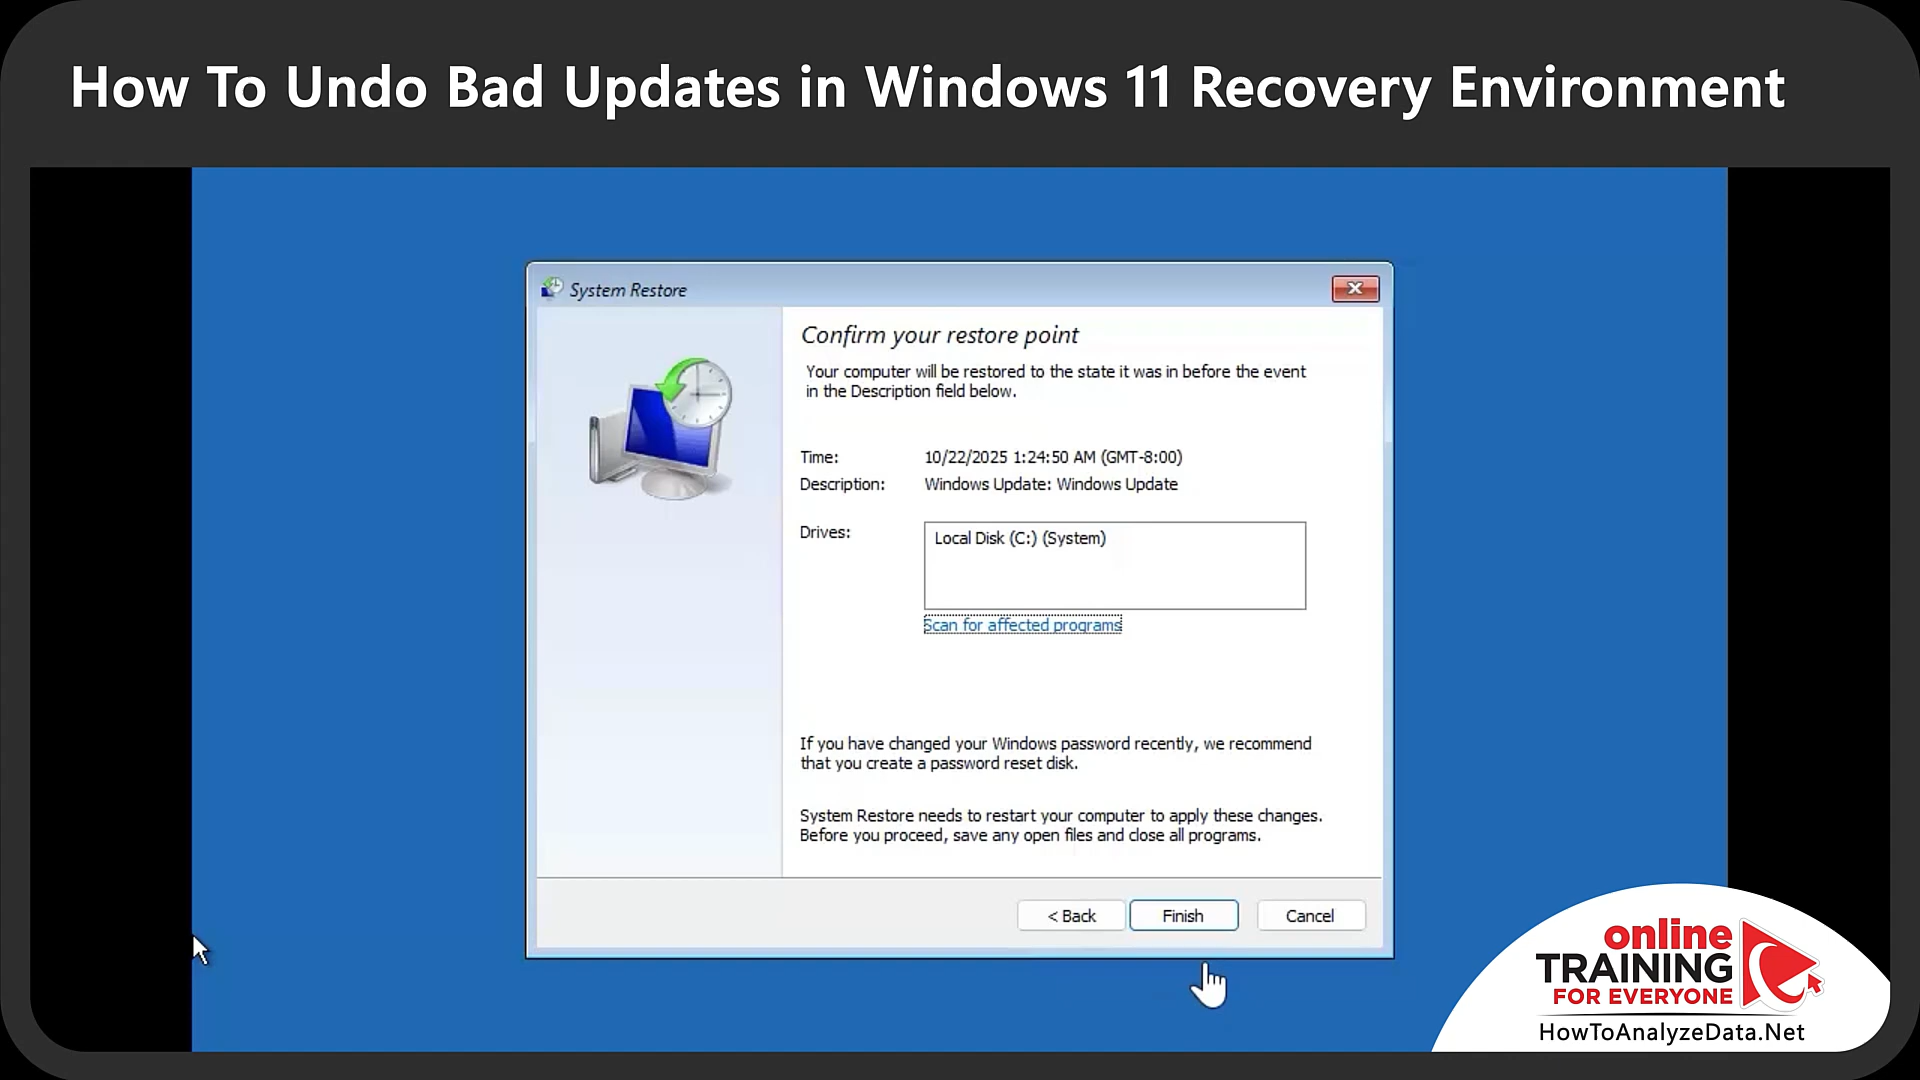 How To Undo Bad Updates in Windows 11 Recovery Environment
System Restore
Confirm your restore point
Your computer will be restored to the state it was in before the event
in the Description field below.
Time: 10/22/2025 1:24:50 AM (GMT-8:00)
Description: Windows Update: Windows Update
Drives: Local Disk (C:) (System)
Scan for affected programs
If you have changed your Windows password recently, we recommend
that you create a password reset disk.
System Restore needs to restart your computer to apply these changes.
Before you proceed, save any open files and close all programs.
< Back Finish Cancel
online
TRAINING
FOR EVERYONE
HowToAnalyzeData.Net